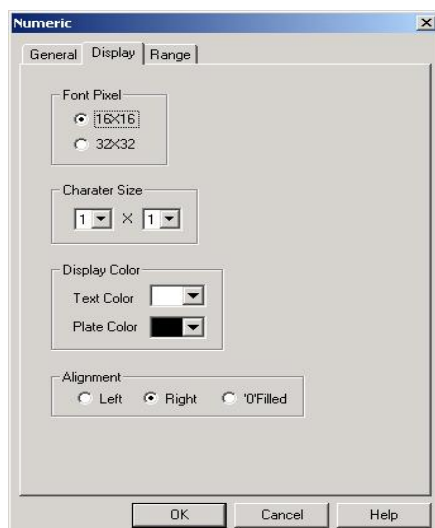 Numeric
General Display Range
Font Pixel
16X16
32X32
Charater Size
1 X 1
Display Color
Text Color
Plate Color
Alignment
Left Right '0'Filled
OK Cancel Help